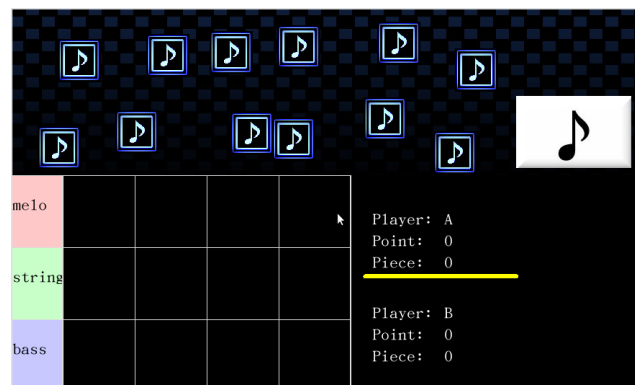 melo
string
bass
Player: A
Point: 0
Piece: 0
Player: B
Point: 0
Piece: 0